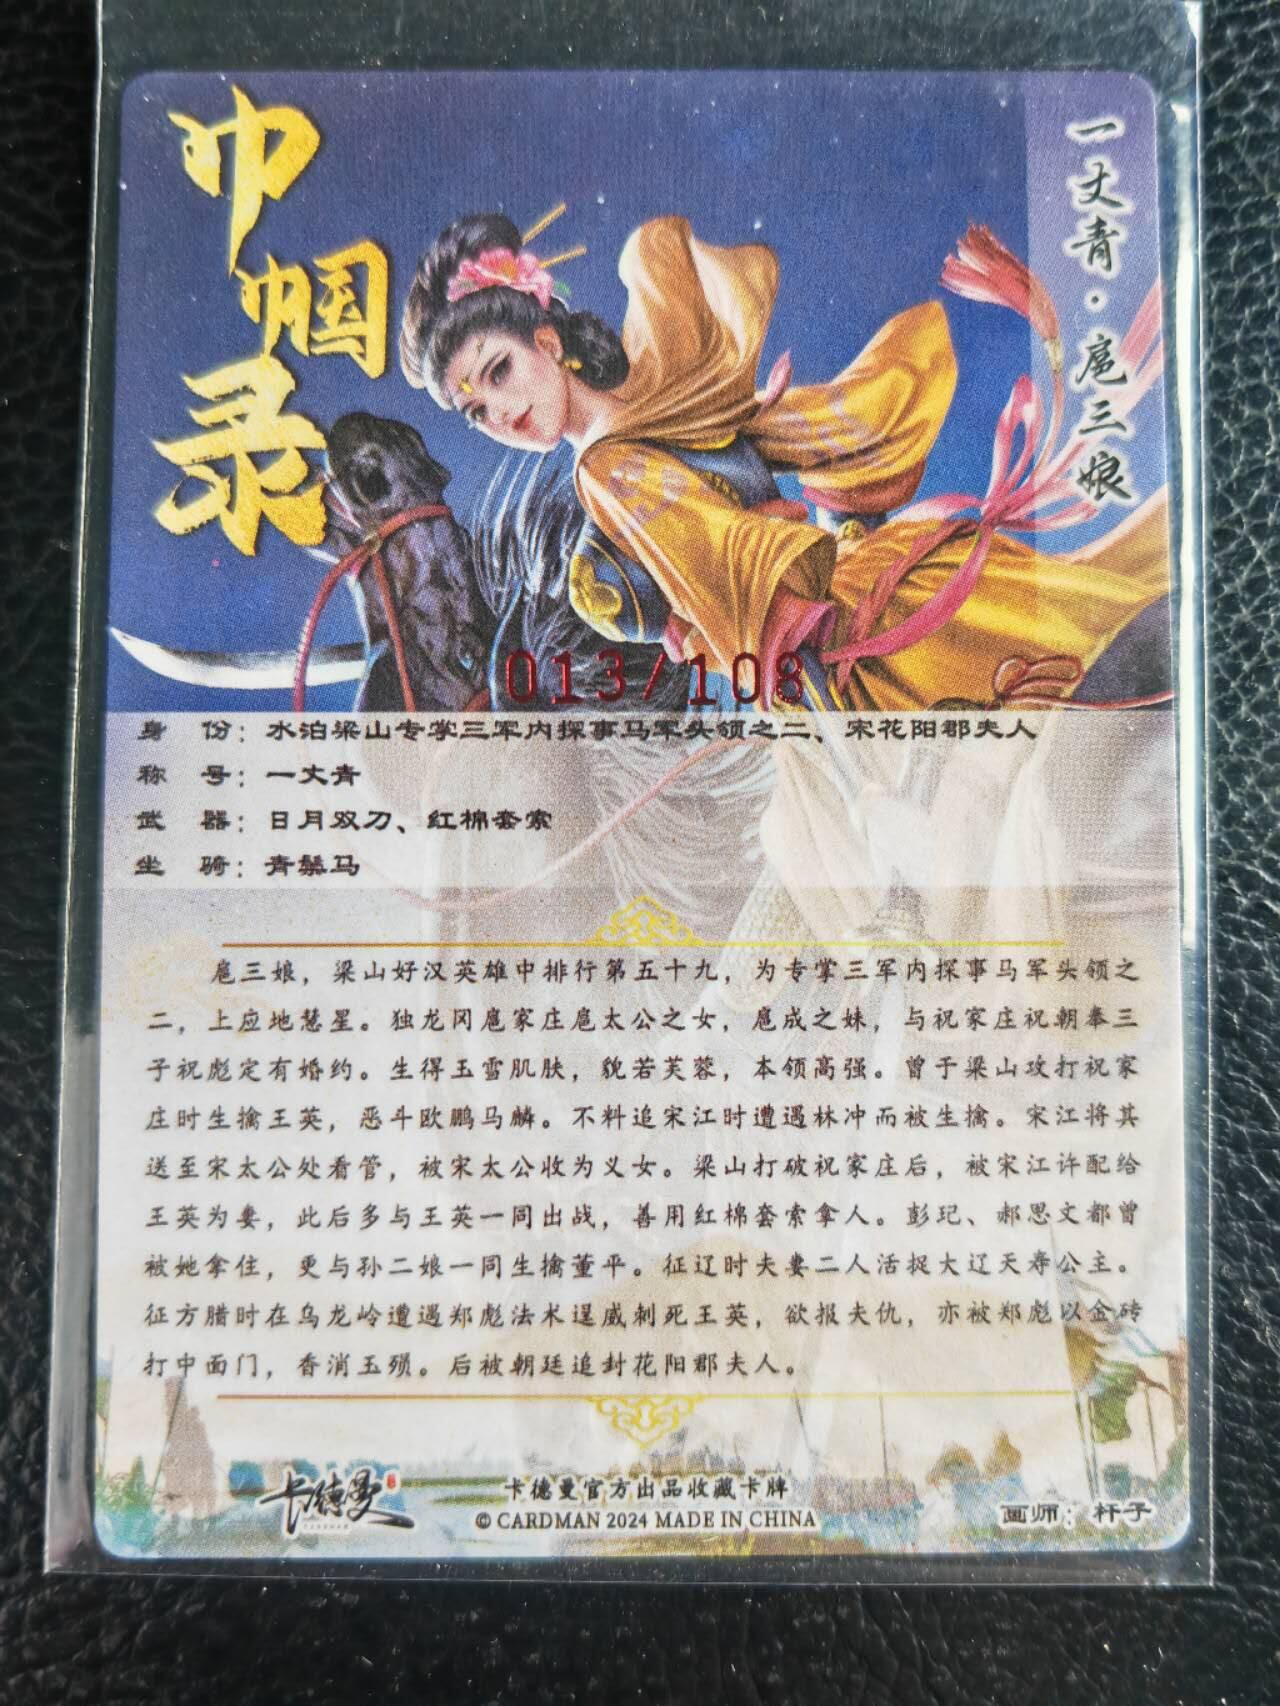 巾帼录
一丈青·扈三娘
013/108
身 份：水泊梁山专掌三军内探事马军头领之二、宋花阳郡夫人
称 号：一丈青
武 器：日月双刀、红棉套索
坐 骑：青鬃马
扈三娘，梁山好汉英雄中排行第五十九，为专掌三军内探事马军头领之
二，上应地慧星。独龙冈扈家庄扈太公之女，扈成之妹，与祝家庄祝朝奉三
子祝彪定有婚约。生得玉雪肌肤，貌若芙蓉，本领高强。曾于梁山攻打祝家
庄时生擒王英，恶斗欧鹏马麟。不料追宋江时遭遇林冲而被生擒。宋江将其
送至宋太公处看管，被宋太公收为义女。梁山打破祝家庄后，被宋江许配给
王英为妻，此后多与王英一同出战，善用红棉套索拿人。彭玘、郝思文都曾
被她拿住，更与孙二娘一同生擒董平。征辽时夫妻二人活捉大辽天寿公主。
征方腊时在乌龙岭遭遇郑彪法术逞威刺死王英，欲报夫仇，亦被郑彪以金砖
打中面门，香消玉殒。后被朝廷追封花阳郡夫人。
卡德曼
卡德曼官方出品收藏卡牌
© CARDMAN 2024 MADE IN CHINA
画师：杆子